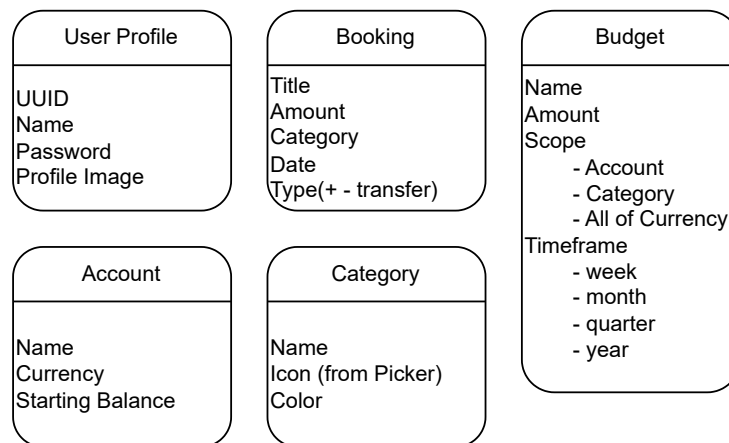 User Profile
UUID
Name
Password
Profile Image
Booking
Title
Amount
Category
Date
Type(+ - transfer)
Budget
Name
Amount
Scope
- Account
- Category
- All of Currency
Timeframe
- week
- month
- quarter
- year
Account
Name
Currency
Starting Balance
Category
Name
Icon (from Picker)
Color